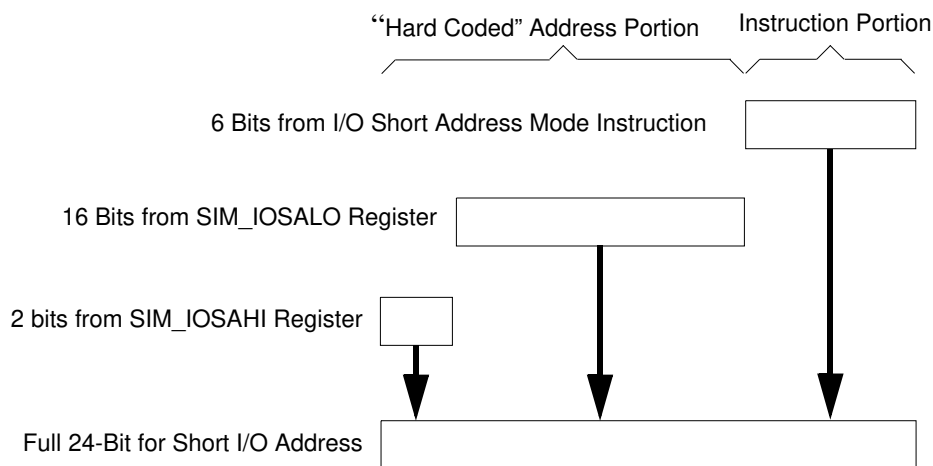 “Hard Coded” Address Portion
Instruction Portion
6 Bits from I/O Short Address Mode Instruction
16 Bits from SIM_IOSALO Register
2 bits from SIM_IOSAHI Register
Full 24-Bit for Short I/O Address